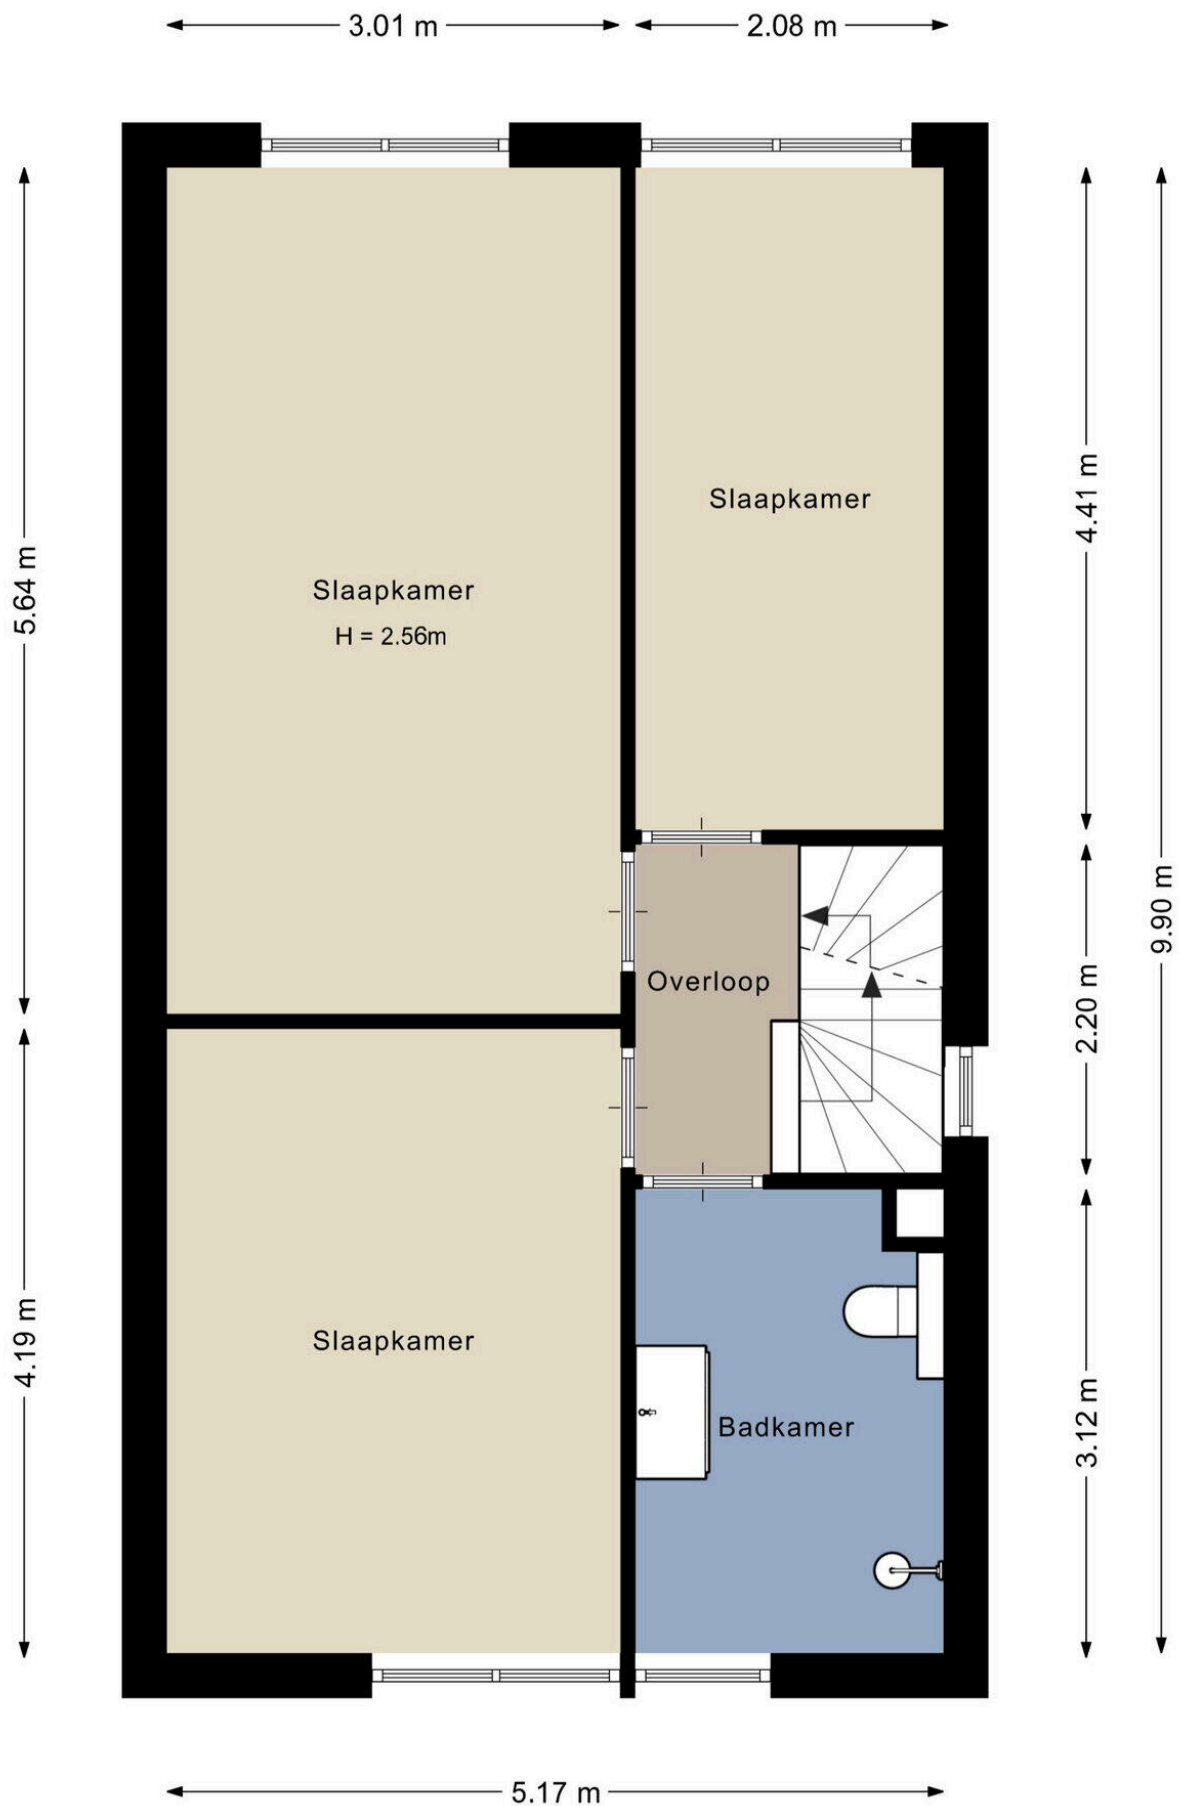 3.01 m
2.08 m
Slaapkamer
4.41 m
5.64 m
Slaapkamer
H = 2.56m
9.90 m
Overloop
2.20 m
4.19 m
Slaapkamer
Badkamer
3.12 m
5.17 m